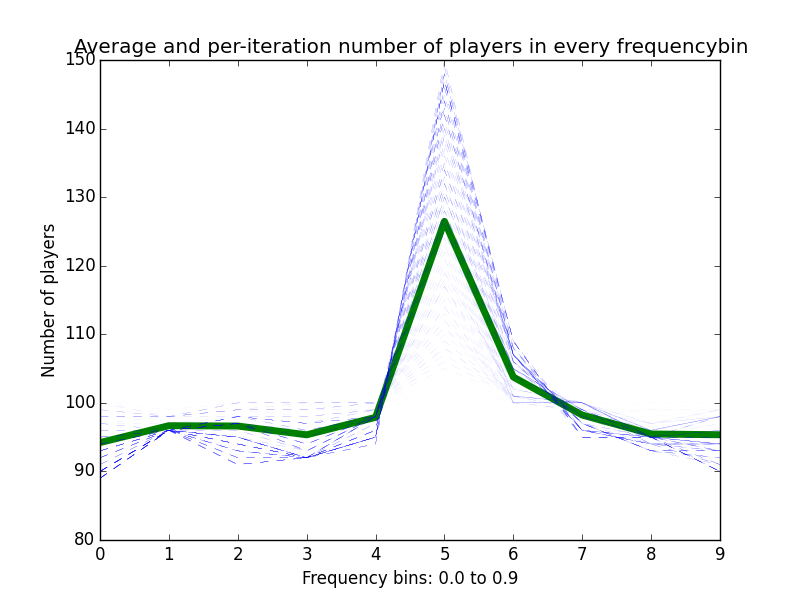 Average and per-iteration number of players in every frequencybin
150
140
130
120
110
100
90
80
Number of players
0 1 2 3 4 5 6 7 8 9
Frequency bins: 0.0 to 0.9